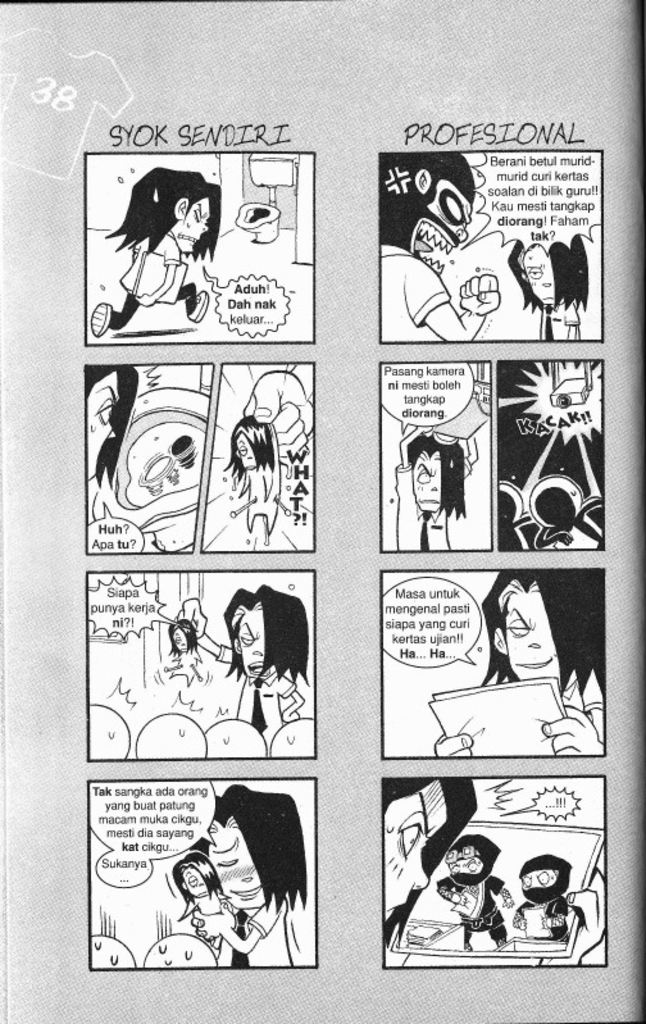 38
SYOK SENDIRI
Aduh!
Dah nak
keluar...
Huh?
Apa tu?
WHAT?!
Siapa
punya kerja
ni?!
Tak sangka ada orang
yang buat patung
macam muka cikgu,
mesti dia sayang
kat cikgu...
Sukanya
...
PROFESIONAL
Berani betul murid-
murid curi kertas
soalan di bilik guru!!
Kau mesti tangkap
diorang! Faham
tak?
Pasang kamera
ni mesti boleh
tangkap
diorang.
KACAK!!
Masa untuk
mengenal pasti
siapa yang curi
kertas ujian!!
Ha... Ha...
...!!!